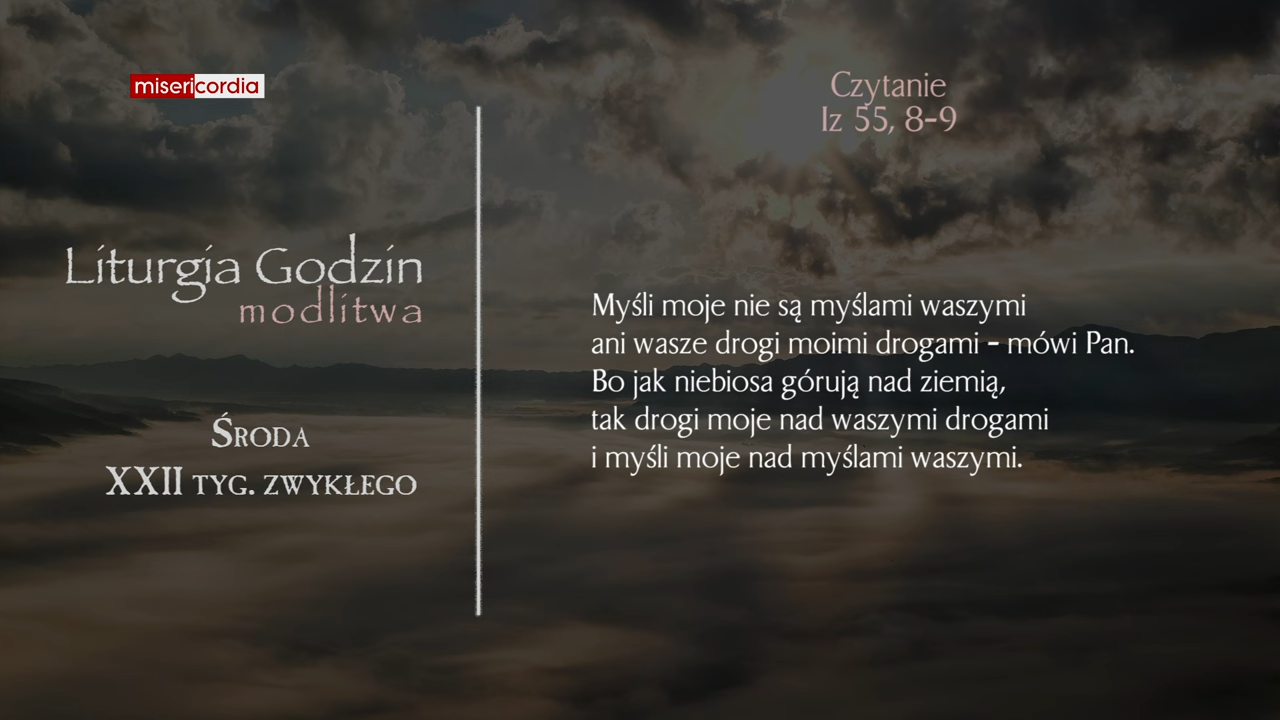 misericordia
Liturgia Godzin
modlitwa
Środa
XXII tyg. zwykłego
Czytanie
Iz 55, 8-9
Myśli moje nie są myślami waszymi
ani wasze drogi moimi drogami - mówi Pan.
Bo jak niebiosa górują nad ziemią,
tak drogi moje nad waszymi drogami
i myśli moje nad myślami waszymi.